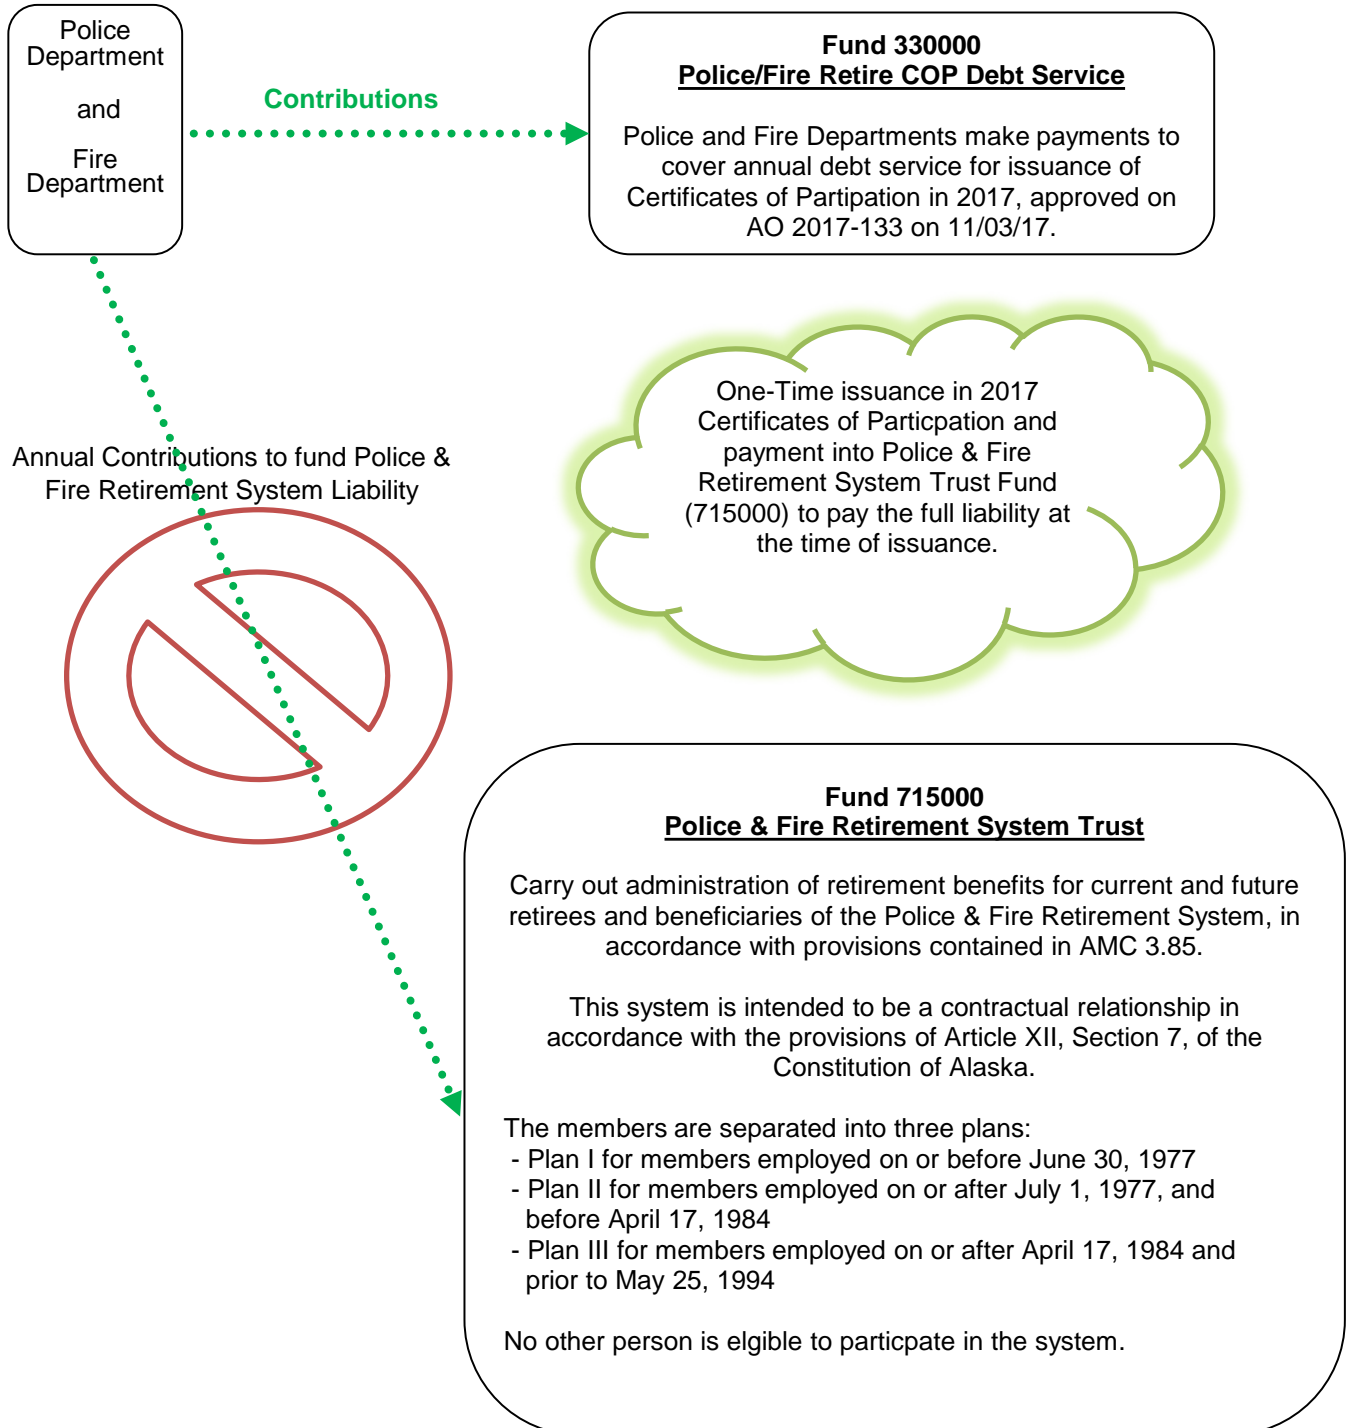 Police
Department
and
Fire
Department
Contributions
Fund 330000
Police/Fire Retire COP Debt Service
Police and Fire Departments make payments to
cover annual debt service for issuance of
Certificates of Partipation in 2017, approved on
AO 2017-133 on 11/03/17.
One-Time issuance in 2017
Certificates of Particpation and
payment into Police & Fire
Retirement System Trust Fund
(715000) to pay the full liability at
the time of issuance.
Annual Contributions to fund Police &
Fire Retirement System Liability
Fund 715000
Police & Fire Retirement System Trust
Carry out administration of retirement benefits for current and future
retirees and beneficiaries of the Police & Fire Retirement System, in
accordance with provisions contained in AMC 3.85.
This system is intended to be a contractual relationship in
accordance with the provisions of Article XII, Section 7, of the
Constitution of Alaska.
The members are separated into three plans:
- Plan I for members employed on or before June 30, 1977
- Plan II for members employed on or after July 1, 1977, and
before April 17, 1984
- Plan III for members employed on or after April 17, 1984 and
prior to May 25, 1994
No other person is elgible to particpate in the system.